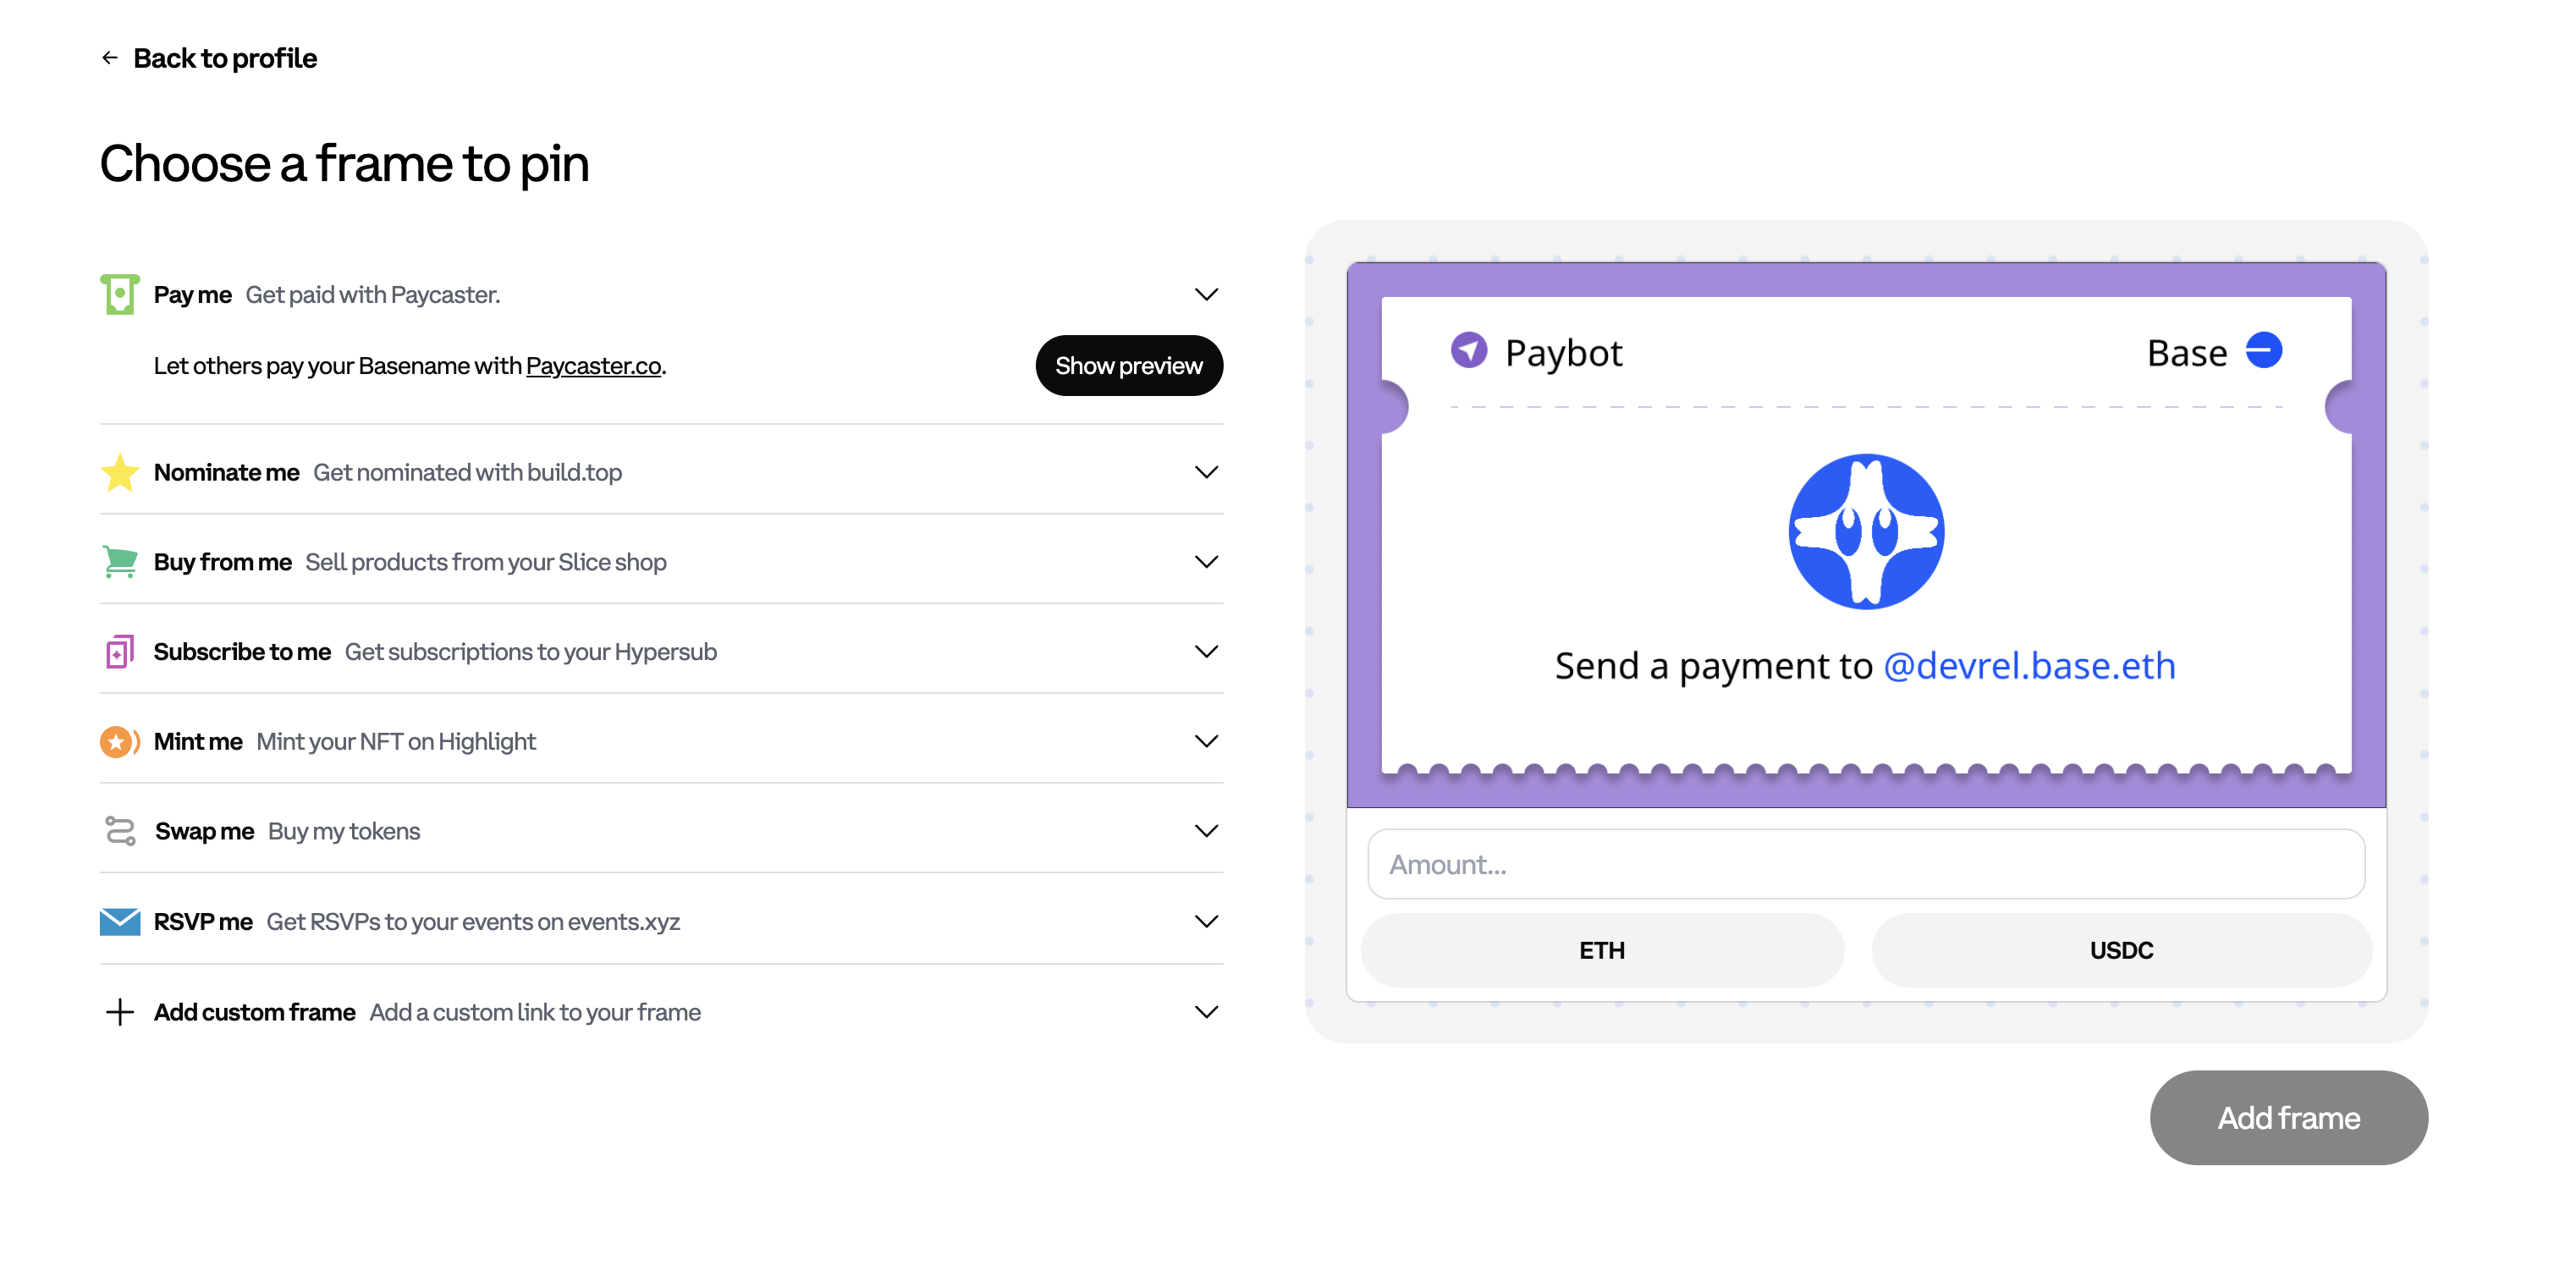 Back to profile
Choose a frame to pin
Pay me Get paid with Paycaster.
Let others pay your Basename with Paycaster.co.
Show preview
Nominate me Get nominated with build.top
Buy from me Sell products from your Slice shop
Subscribe to me Get subscriptions to your Hypersub
Mint me Mint your NFT on Highlight
Swap me Buy my tokens
RSVP me Get RSVPs to your events on events.xyz
Add custom frame Add a custom link to your frame
Paybot
Base
Send a payment to @devrel.base.eth
Amount...
ETH
USDC
Add frame